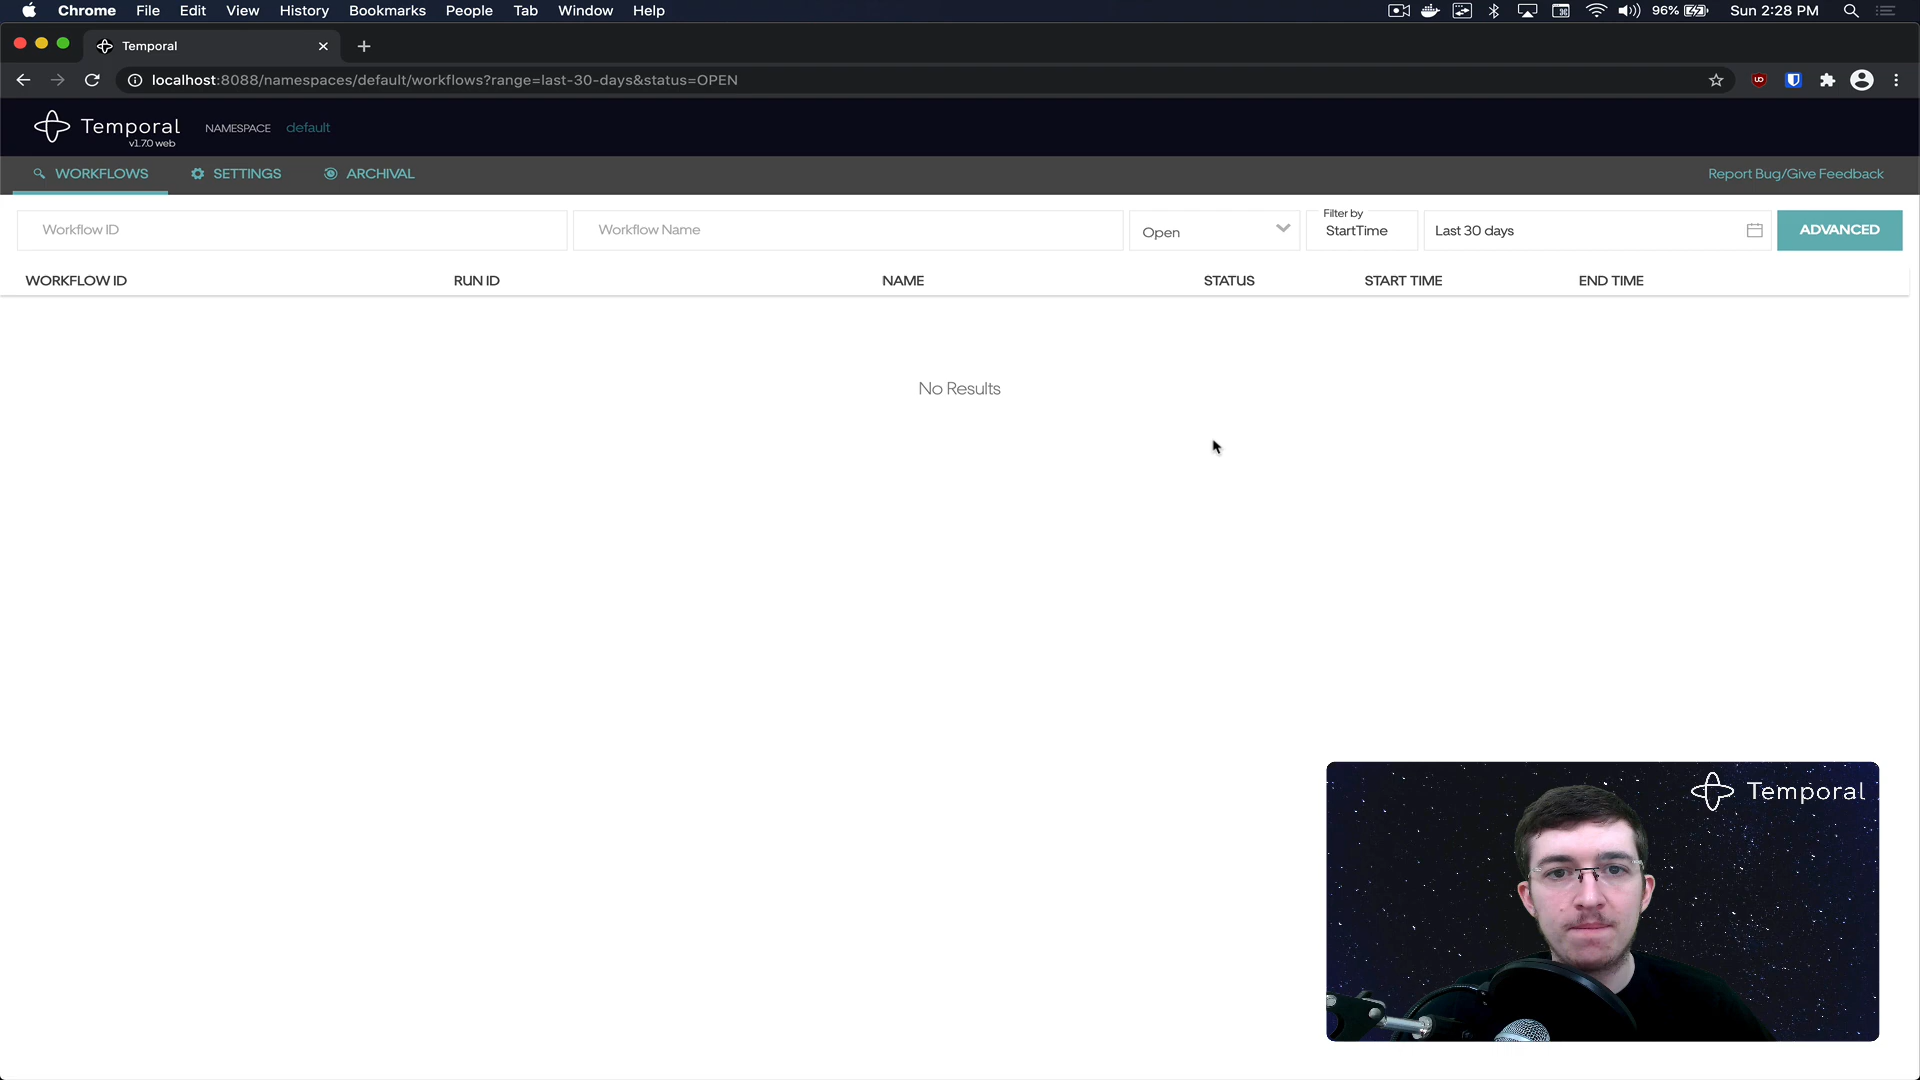 Chrome File Edit View History Bookmarks People Tab Window Help 96% Sun 2:28 PM
Temporal
localhost:8088/namespaces/default/workflows?range=last-30-days&status=OPEN
Temporal NAMESPACE default
v1.7.0 web
WORKFLOWS SETTINGS ARCHIVAL Report Bug/Give Feedback
Filter by
Workflow ID Workflow Name Open StartTime Last 30 days ADVANCED
WORKFLOW ID RUN ID NAME STATUS START TIME END TIME
No Results
Temporal